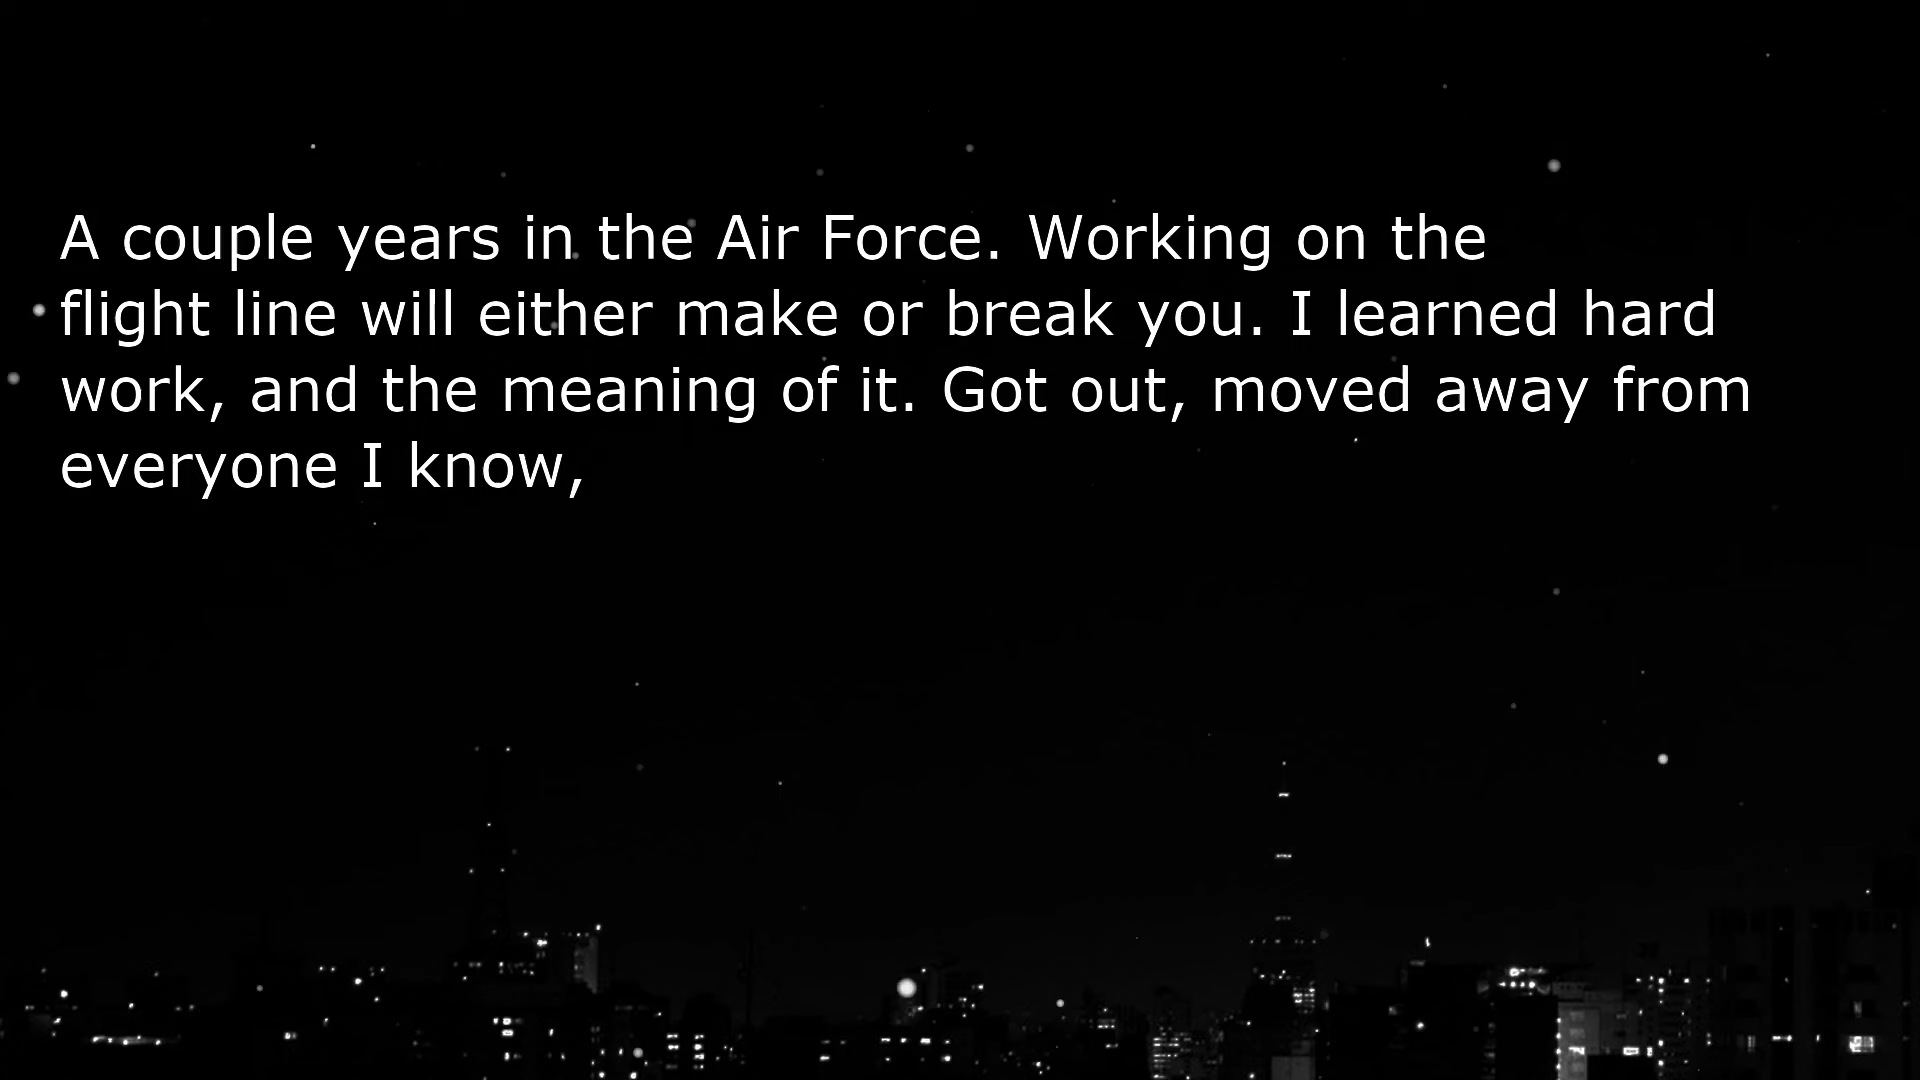 A couple years in the Air Force. Working on the
flight line will either make or break you. I learned hard
work, and the meaning of it. Got out, moved away from
everyone I know,